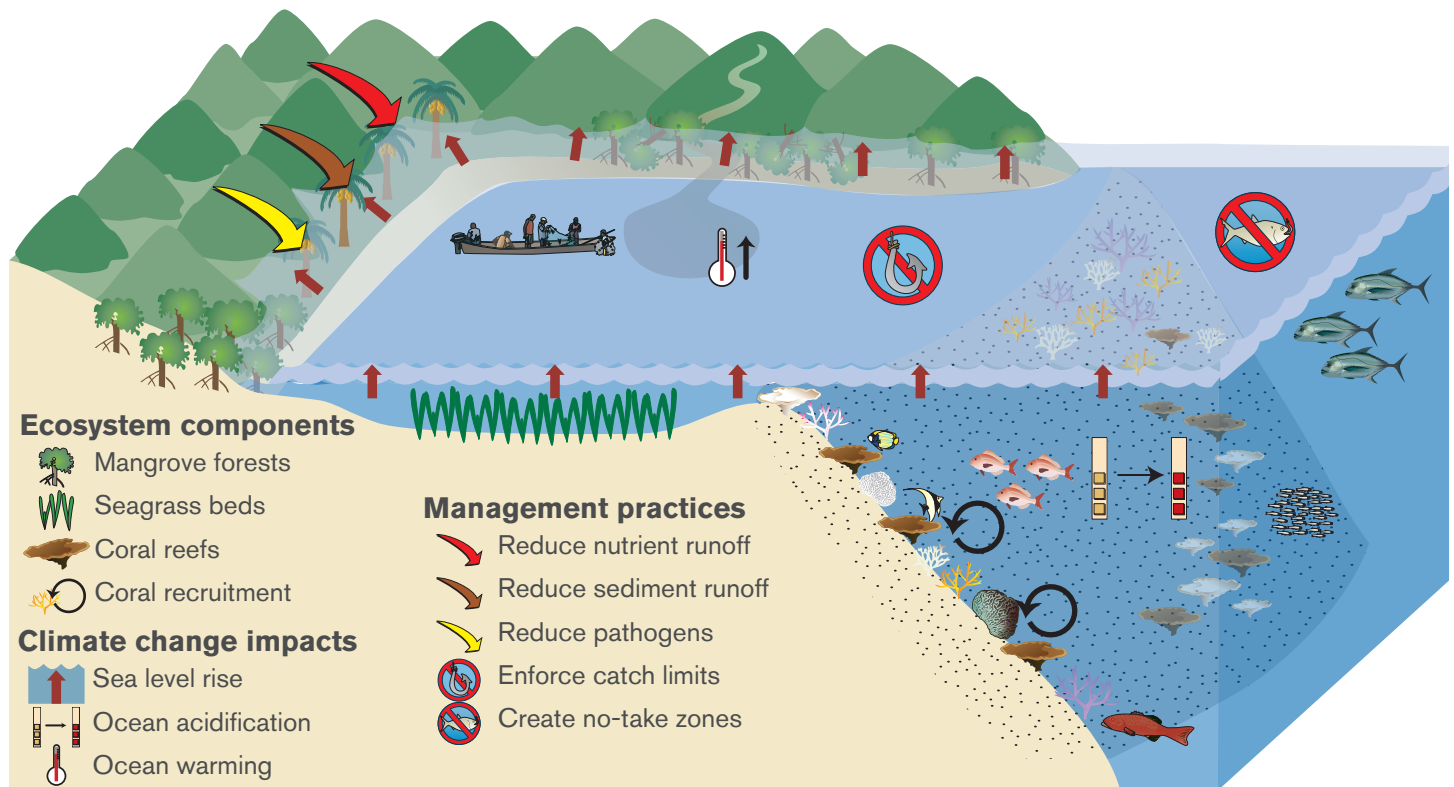 Ecosystem components
Mangrove forests
Seagrass beds
Coral reefs
Coral recruitment
Climate change impacts
Sea level rise
Ocean acidification
Ocean warming
Management practices
Reduce nutrient runoff
Reduce sediment runoff
Reduce pathogens
Enforce catch limits
Create no-take zones